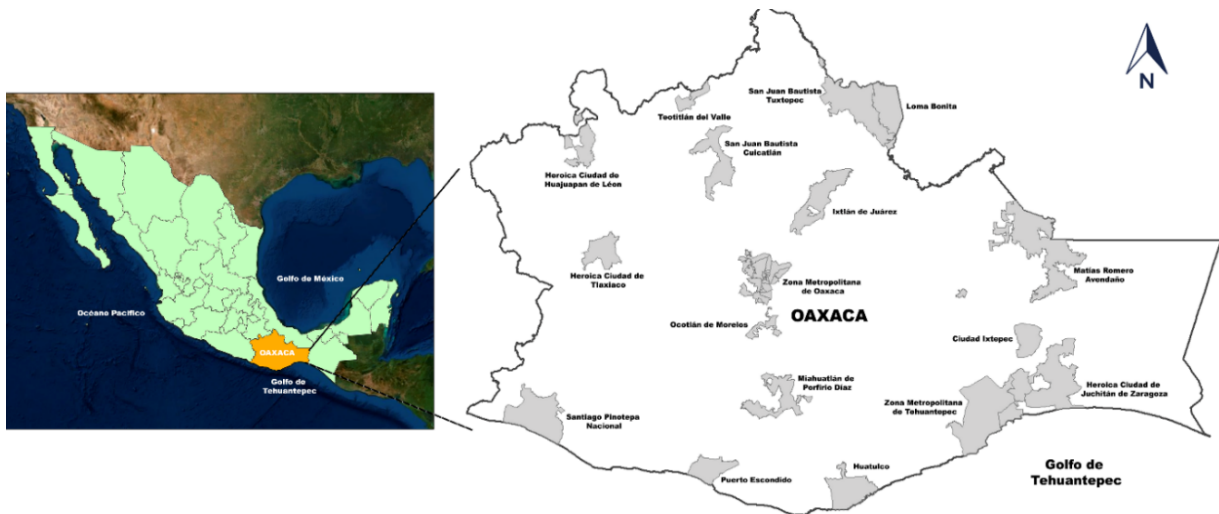 Golfo de México
Océano Pacífico
OAXACA
Golfo de
Tehuantepec
N
San Juan Bautista
Tuxtepec
Loma Bonita
Teotitlán del Valle
San Juan Bautista
Cuicatlán
Heroica Ciudad de
Huajuapan de Léon
Ixtlán de Juárez
Heroica Ciudad de
Tlaxiaco
Zona Metropolitana
de Oaxaca
Matías Romero
Avendaño
Ocotlán de Moreles
OAXACA
Ciudad Ixtepec
Miahuatlán de
Perfirio Díaz
Zona Metropolitana
de Tehuantepec
Heroica Ciudad de
Juchitán de Zaragoza
Santiago Pinotepa
Nacional
Puerto Escondido
Huatulco
Golfo de
Tehuantepec